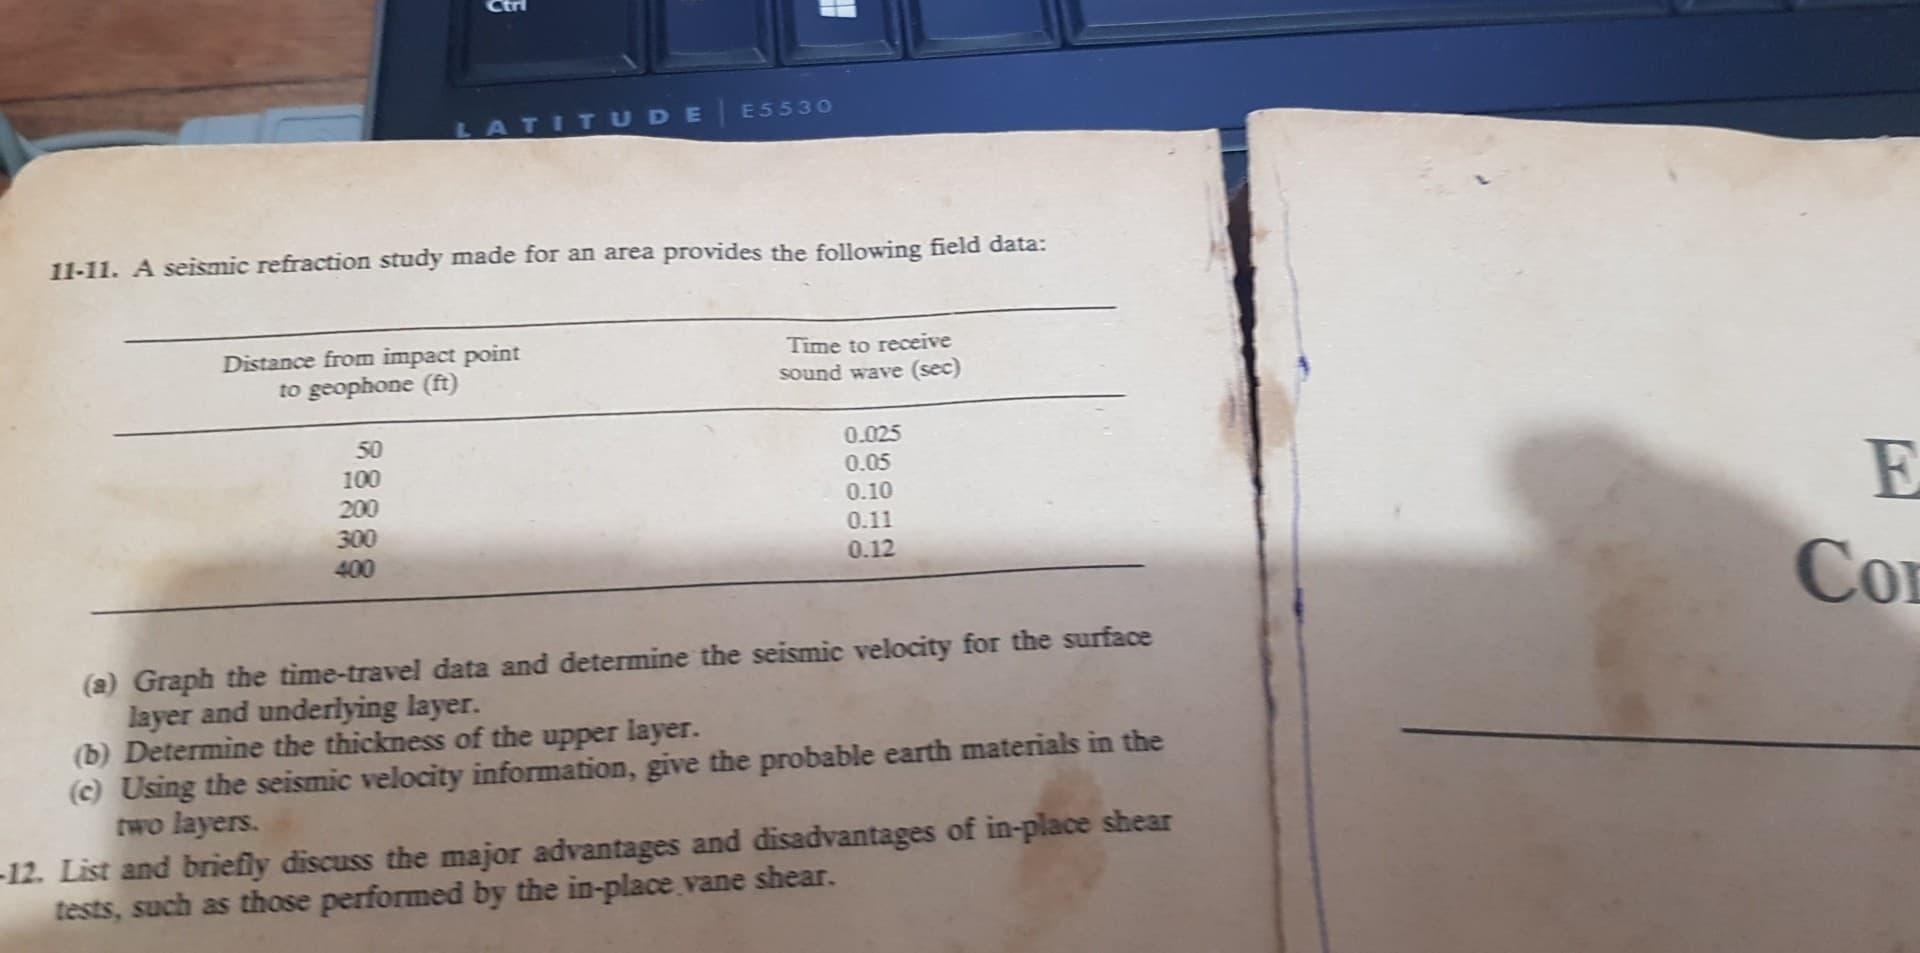 Ctrl
LATITUDE E5530
11-11. A seismic refraction study made for an area provides the following field data:
Distance from impact point Time to receive
to geophone (ft) sound wave (sec)
50 0.025
100 0.05
200 0.10
300 0.11
400 0.12
(a) Graph the time-travel data and determine the seismic velocity for the surface
layer and underlying layer.
(b) Determine the thickness of the upper layer.
(c) Using the seismic velocity information, give the probable earth materials in the
two layers.
-12. List and briefly discuss the major advantages and disadvantages of in-place shear
tests, such as those performed by the in-place vane shear.
E
Con